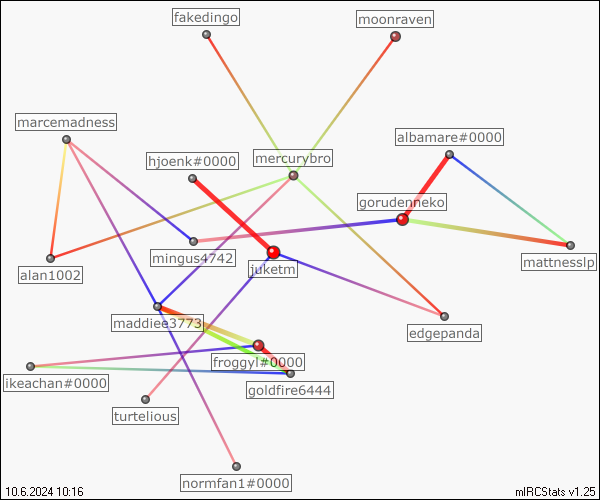 fakedingo
moonraven
marcemadness
albamare#0000
hjoenk#0000
mercurybro
gorudenneko
mingus4742
juketm
mattnesslp
alan1002
maddiee3773
edgepanda
froggyl#0000
ikeachan#0000
goldfire6444
turtelious
normfan1#0000
10.6.2024 10:16
mIRCStats v1.25